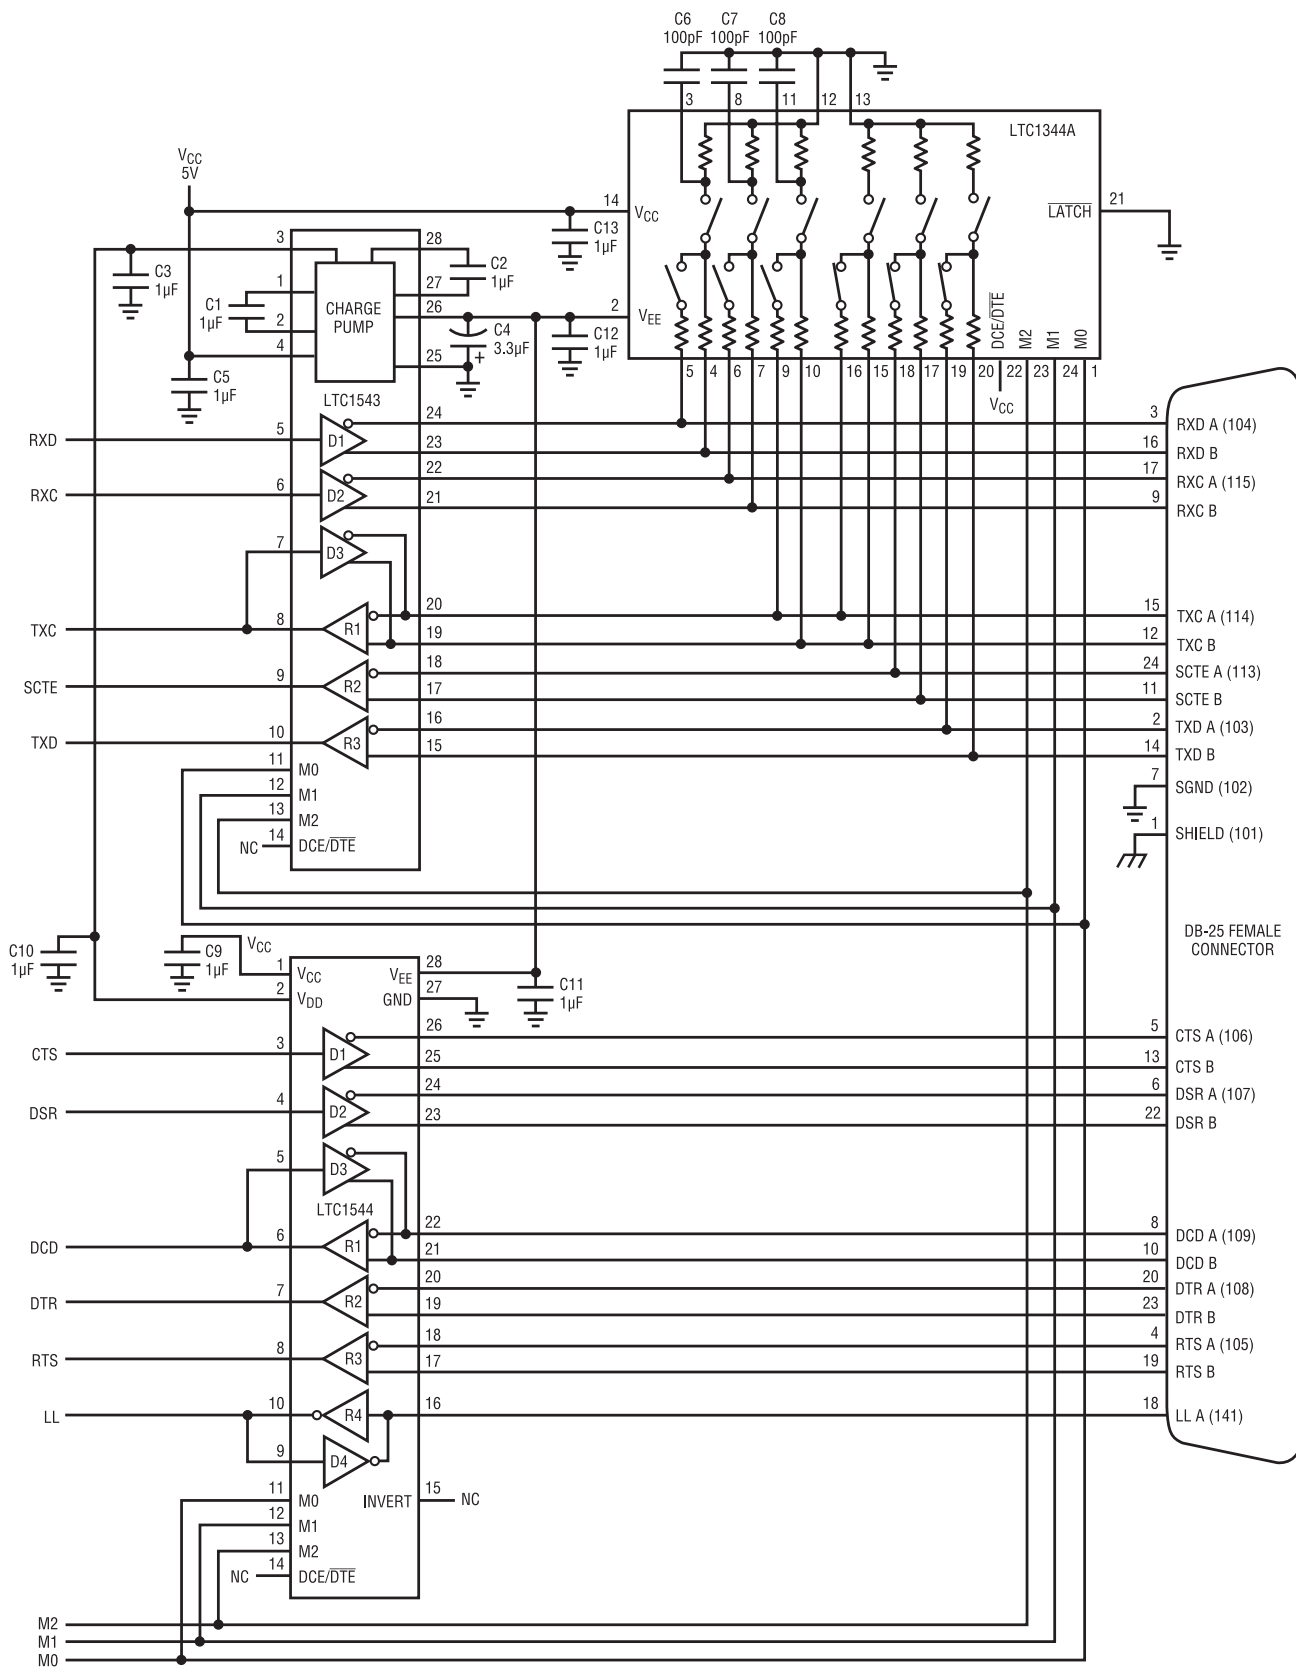 C6 C7 C8
100pF 100pF 100pF
3 8 11 12 13
LTC1344A
VCC
5V
14 VCC
C13
1µF
LATCH 21
3 28
C3
1µF
C2
1µF
1 27
C1
1µF
CHARGE
PUMP
2 26
2 VEE
C4
3.3µF
+
C12
1µF
4 25
C5
1µF
DCE/DTE M2 M1 M0
5 4 6 7 9 10 16 15 18 17 19 20 22 23 24 1
VCC
LTC1543
RXD 5 D1 24 3 RXD A (104)
23 16 RXD B
RXC 6 D2 22 17 RXC A (115)
21 9 RXC B
7 D3
TXC 8 R1 20 15 TXC A (114)
19 12 TXC B
SCTE 9 R2 18 24 SCTE A (113)
17 11 SCTE B
TXD 10 R3 16 2 TXD A (103)
15 14 TXD B
11 M0
12 M1
13 M2
NC 14 DCE/DTE
7 SGND (102)
1 SHIELD (101)
DB-25 FEMALE
CONNECTOR
C10
1µF
C9
1µF
VCC
1 VCC VEE 28
2 VDD GND 27
C11
1µF
CTS 3 D1 26 5 CTS A (106)
25 13 CTS B
DSR 4 D2 24 6 DSR A (107)
23 22 DSR B
5 D3
LTC1544
DCD 6 R1 22 8 DCD A (109)
21 10 DCD B
DTR 7 R2 20 20 DTR A (108)
19 23 DTR B
RTS 8 R3 18 4 RTS A (105)
17 19 RTS B
LL 10 R4 16 18 LL A (141)
9 D4
11 M0 INVERT 15 NC
12 M1
13 M2
NC 14 DCE/DTE
M2
M1
M0